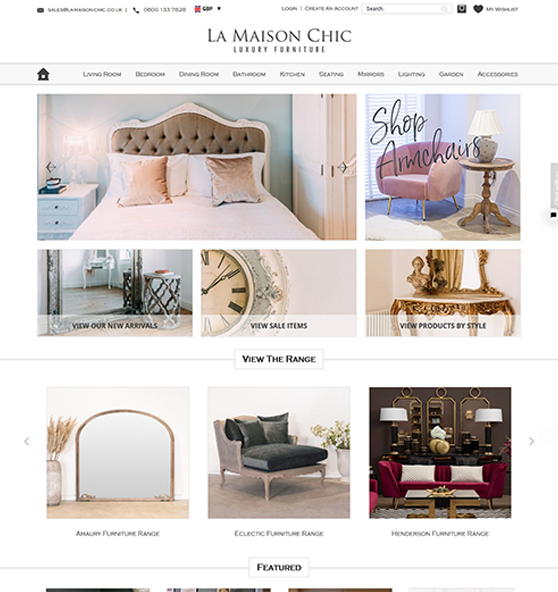 SALES@LAMAISONCHIC.CO.UK | 0800 133 7828 GBP ▼ LOGIN | CREATE AN ACCOUNT Search.. MY WISHLIST
LA MAISON CHIC
LUXURY FURNITURE
LIVING ROOM BEDROOM DINING ROOM BATHROOM KITCHEN SEATING MIRRORS LIGHTING GARDEN ACCESSORIES
Shop
Armchairs
VIEW OUR NEW ARRIVALS VIEW SALE ITEMS VIEW PRODUCTS BY STYLE
VIEW THE RANGE
AMAURY FURNITURE RANGE ECLECTIC FURNITURE RANGE HENDERSON FURNITURE RANGE
FEATURED